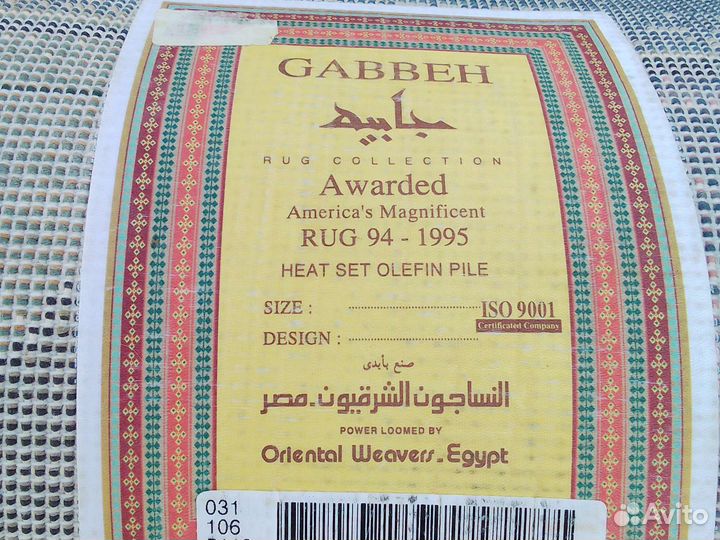 GABBEH
جابيه
RUG COLLECTION
Awarded
America's Magnificent
RUG 94 - 1995
HEAT SET OLEFIN PILE
SIZE : ISO 9001
Certificated Company
DESIGN :
صنع بأيدى
النساجون الشرقيون - مصر
POWER LOOMED BY
Oriental Weavers - Egypt
031
106
Avito